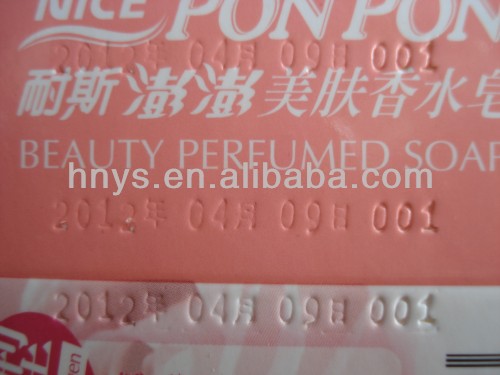 NICE PON PON
2012年 04月 09日 001
耐斯澎澎美肤香水皂
BEAUTY PERFUMED SOAP
hnys.en.alibaba.com
2012年 04月 09日 001
2012年 04月 09日 001